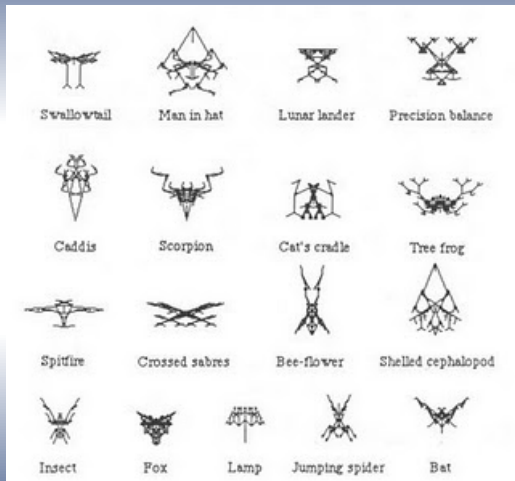 Swallowtail Man in hat Lunar lander Precision balance
Caddis Scorpion Cat's cradle Tree frog
Spitfire Crossed sabres Bee-flower Shelled cephalopod
Insect Fox Lamp Jumping spider Bat